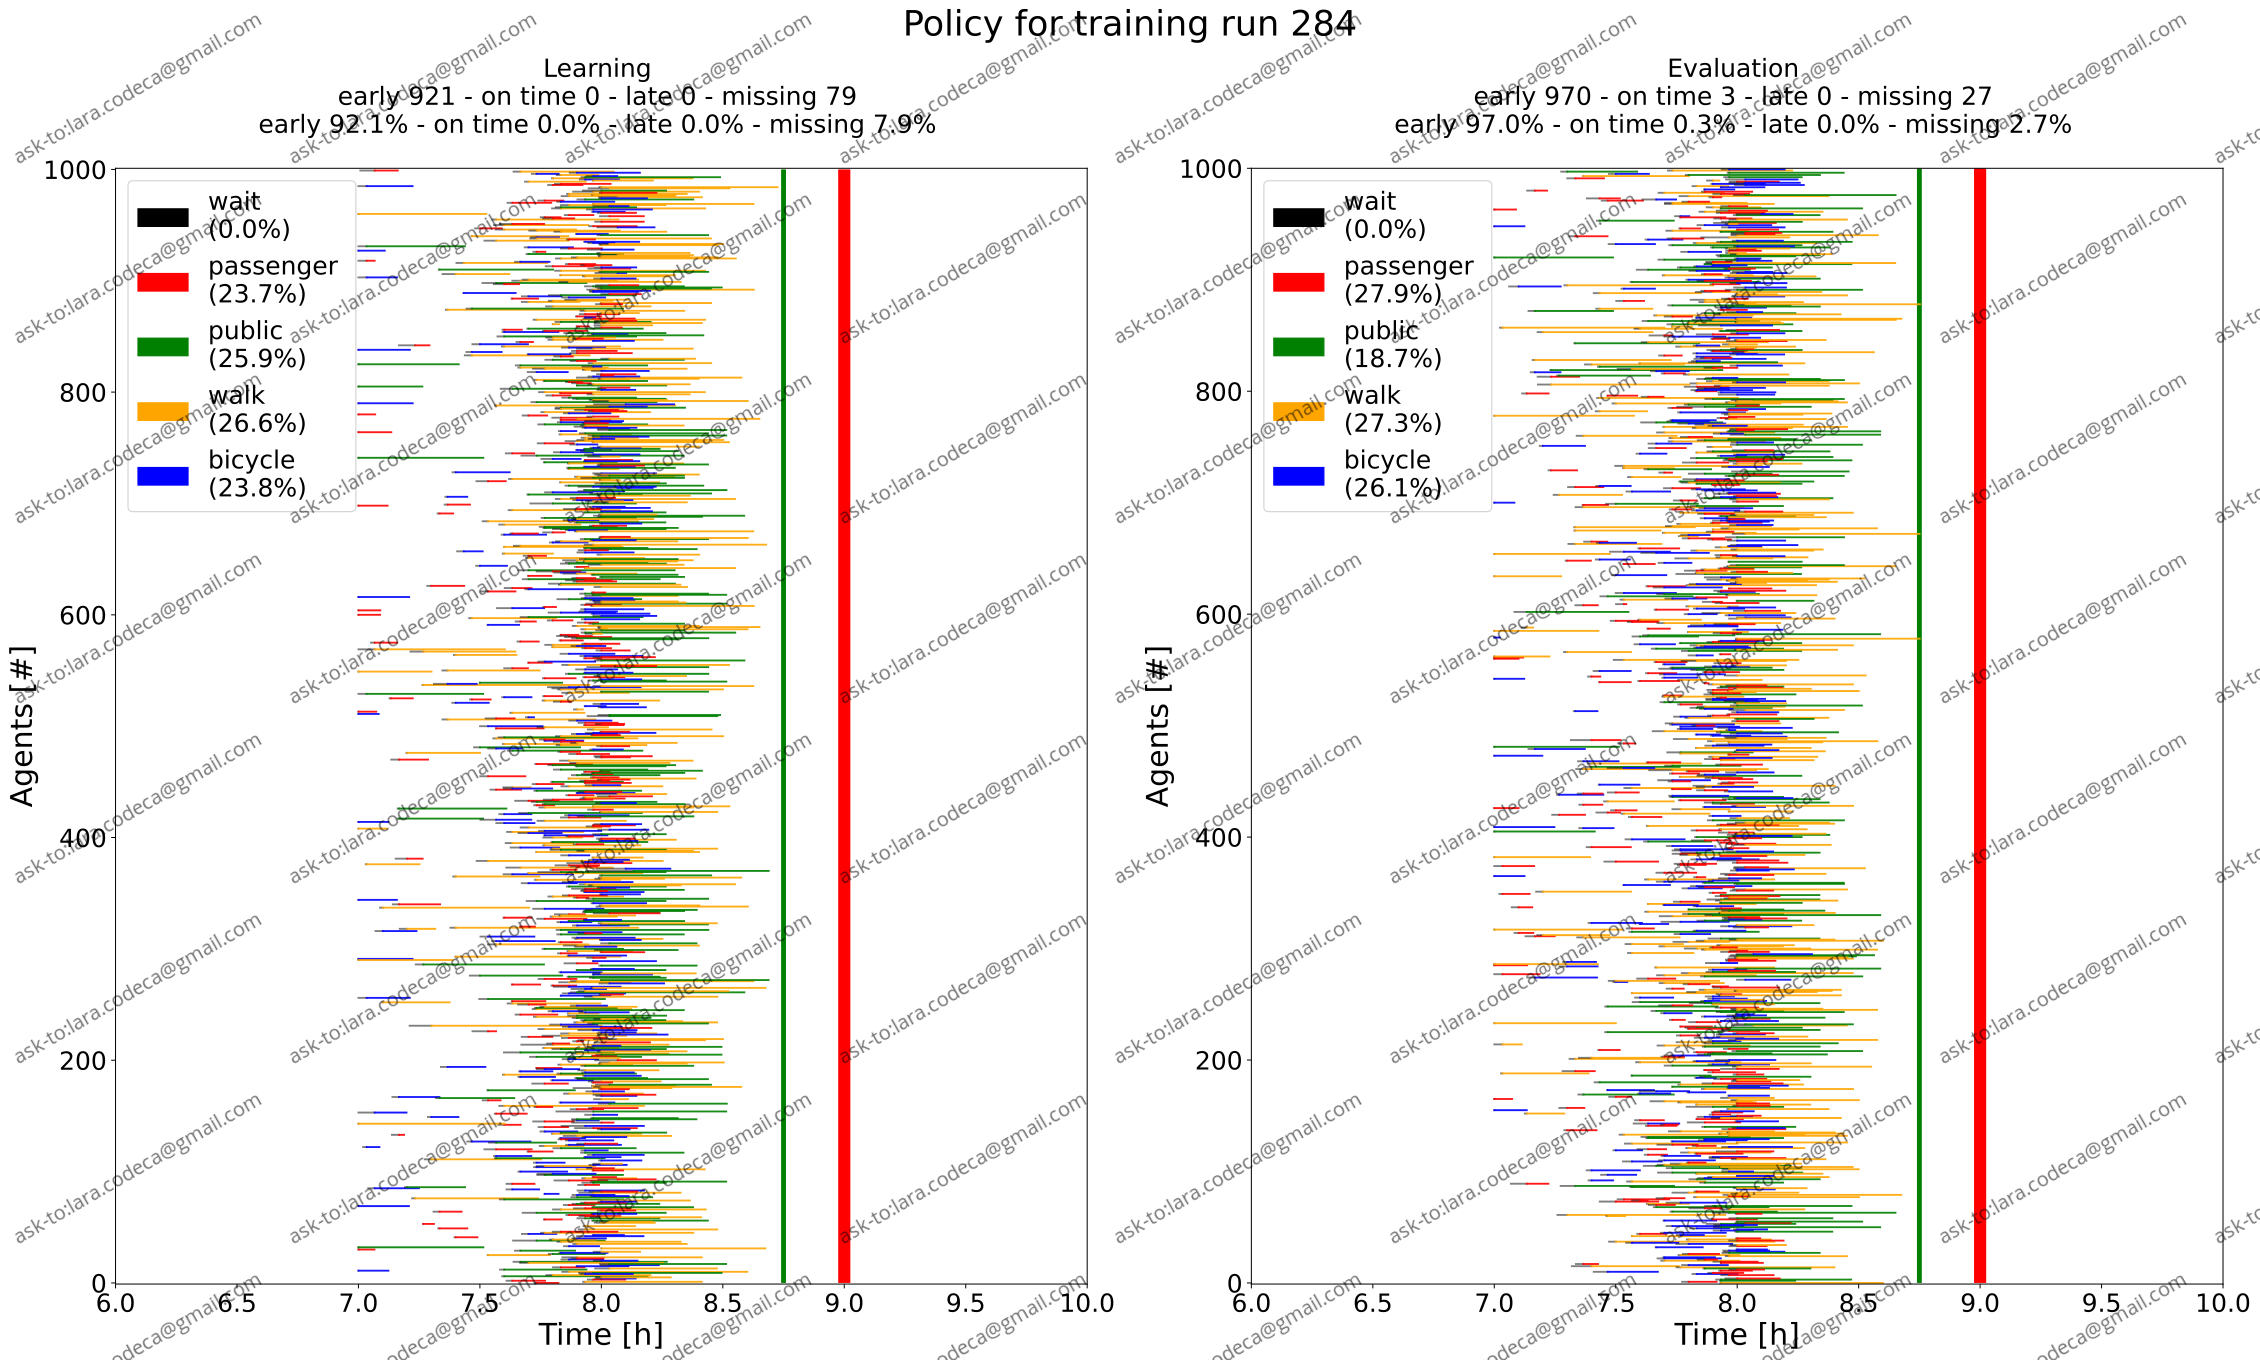 Policy for training run 284
Learning
early 921 - on time 0 - late 0 - missing 79
early 92.1% - on time 0.0% - late 0.0% - missing 7.9%
1000
800
600
400
200
0
Agents [#]
wait
(0.0%)
passenger
(23.7%)
public
(25.9%)
walk
(26.6%)
bicycle
(23.8%)
6.0 6.5 7.0 7.5 8.0 8.5 9.0 9.5 10.0
Time [h]
Evaluation
early 970 - on time 3 - late 0 - missing 27
early 97.0% - on time 0.3% - late 0.0% - missing 2.7%
1000
800
600
400
200
0
Agents [#]
wait
(0.0%)
passenger
(27.9%)
public
(18.7%)
walk
(27.3%)
bicycle
(26.1%)
6.0 6.5 7.0 7.5 8.0 8.5 9.0 9.5 10.0
Time [h]
ask-to:lara.codeca@gmail.com